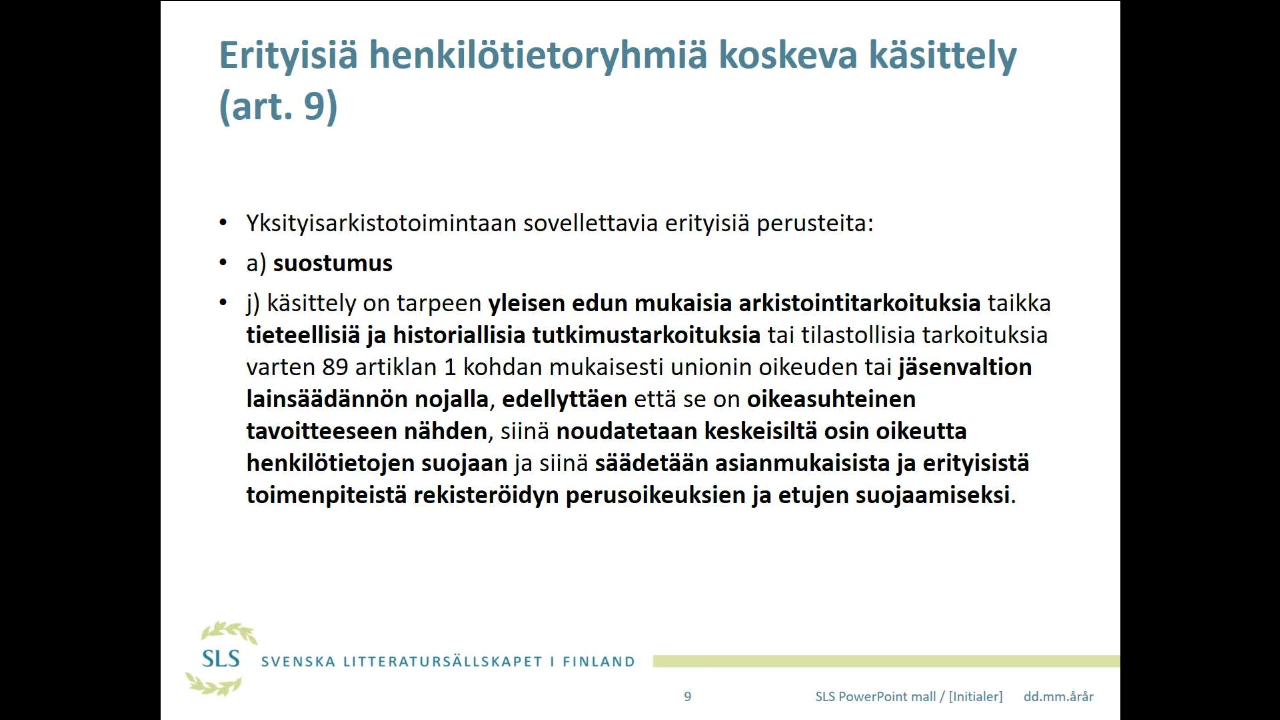 Erityisiä henkilötietoryhmiä koskeva käsittely
(art. 9)
• Yksityisarkistotoimintaan sovellettavia erityisiä perusteita:
• a) suostumus
• j) käsittely on tarpeen yleisen edun mukaisia arkistointitarkoituksia taikka
tieteellisiä ja historiallisia tutkimustarkoituksia tai tilastollisia tarkoituksia
varten 89 artiklan 1 kohdan mukaisesti unionin oikeuden tai jäsenvaltion
lainsäädännön nojalla, edellyttäen että se on oikeasuhteinen
tavoitteeseen nähden, siinä noudatetaan keskeisiltä osin oikeutta
henkilötietojen suojaan ja siinä säädetään asianmukaisista ja erityisistä
toimenpiteistä rekisteröidyn perusoikeuksien ja etujen suojaamiseksi.
SLS SVENSKA LITTERATURSÄLLSKAPET I FINLAND
9 SLS PowerPoint mall / [Initialer] dd.mm.årår